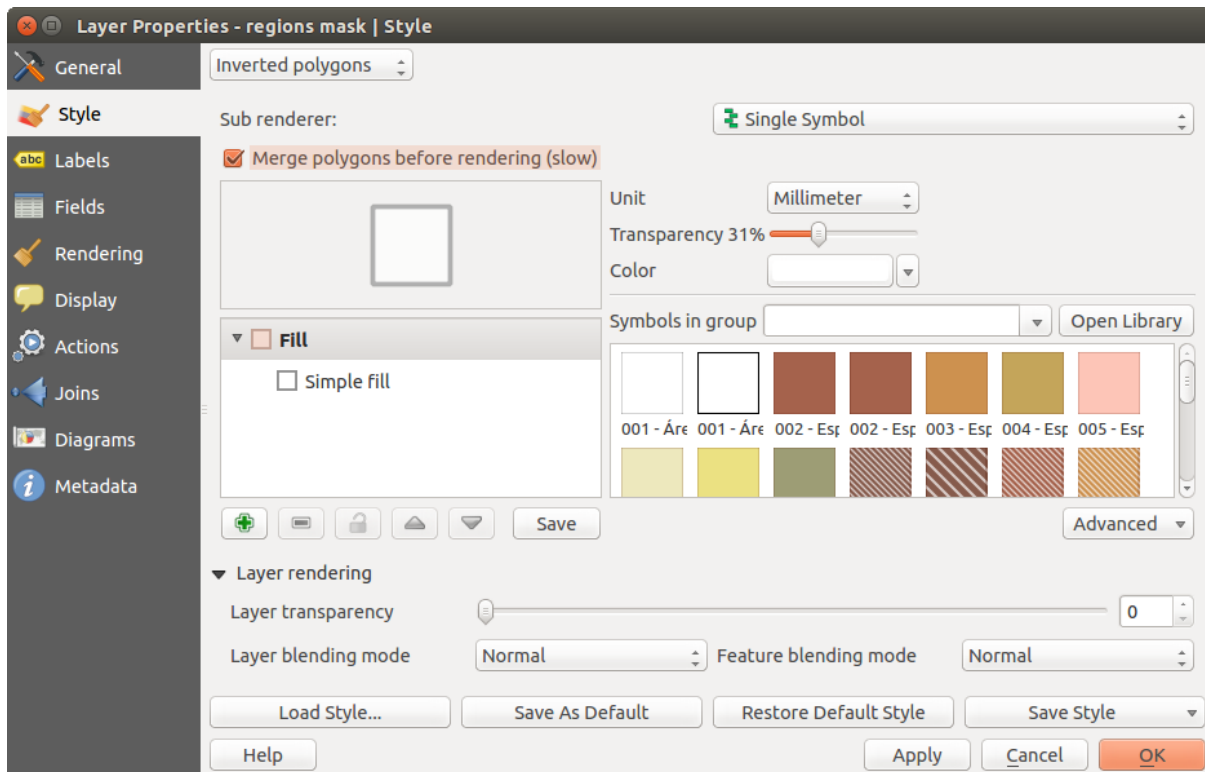 Layer Properties - regions mask | Style
General
Style
Labels
Fields
Rendering
Display
Actions
Joins
Diagrams
Metadata
Inverted polygons
Sub renderer:
Single Symbol
Merge polygons before rendering (slow)
Unit
Millimeter
Transparency 31%
Color
Symbols in group
Open Library
Fill
Simple fill
001 - Áre 001 - Áre 002 - Esp 002 - Esp 003 - Esp 004 - Esp 005 - Esp
Save
Advanced
Layer rendering
Layer transparency
0
Layer blending mode
Normal
Feature blending mode
Normal
Load Style...
Save As Default
Restore Default Style
Save Style
Help
Apply
Cancel
OK
abc